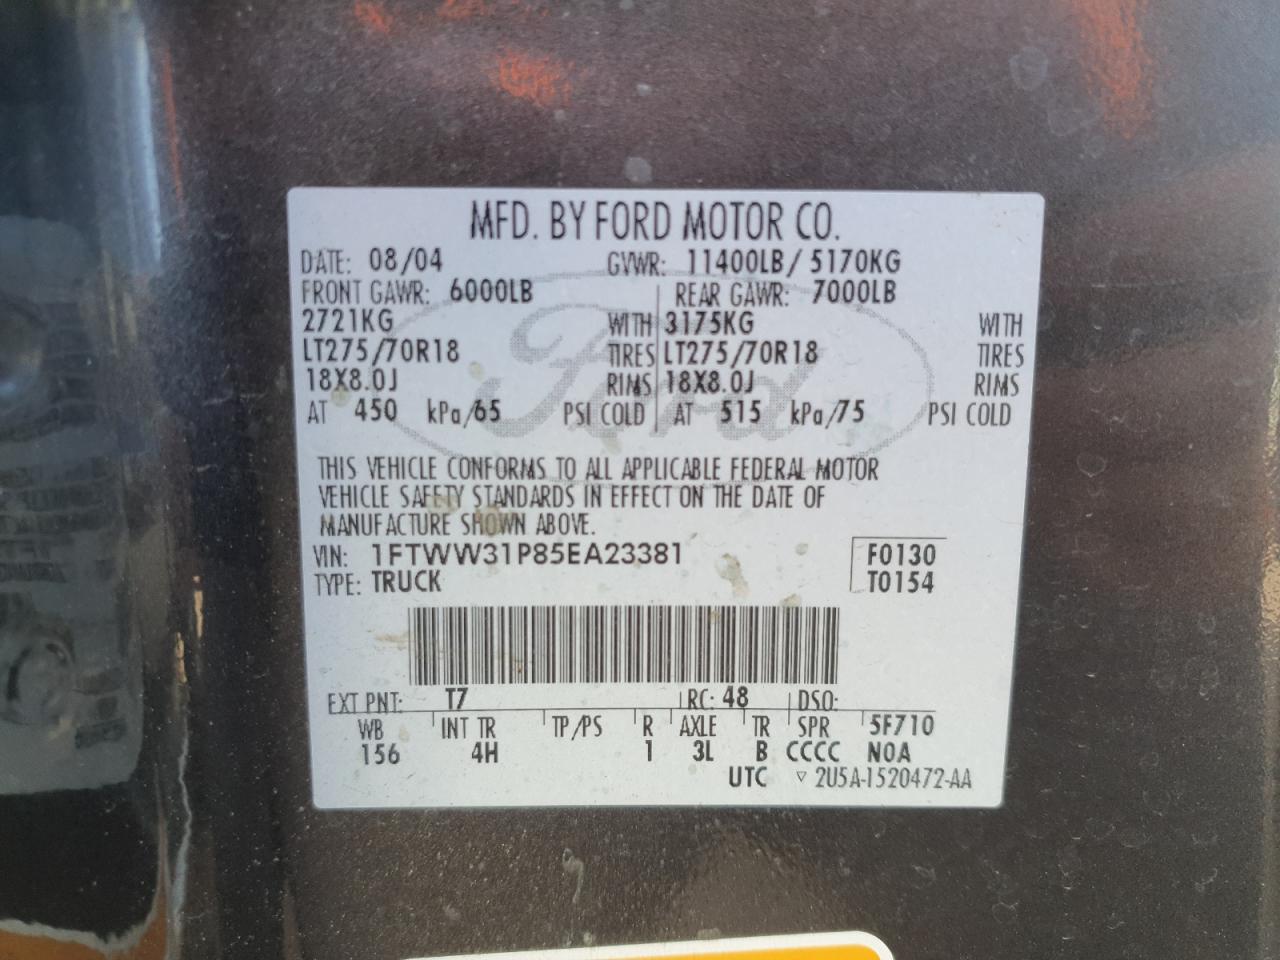 MFD. BY FORD MOTOR CO.
DATE: 08/04 GVWR: 11400LB/ 5170KG
FRONT GAWR: 6000LB REAR GAWR: 7000LB
2721KG WITH 3175KG WITH
LT275/70R18 TIRES LT275/70R18 TIRES
18X8.0J RIMS 18X8.0J RIMS
AT 450 kPa/65 PSI COLD AT 515 kPa/75 PSI COLD
Ford
THIS VEHICLE CONFORMS TO ALL APPLICABLE FEDERAL MOTOR
VEHICLE SAFETY STANDARDS IN EFFECT ON THE DATE OF
MANUFACTURE SHOWN ABOVE.
VIN: 1FTWW31P85EA23381 F0130
TYPE: TRUCK T0154
EXT PNT: T7 RC: 48 DSO:
WB INT TR TP/PS R AXLE TR SPR 5F710
156 4H 1 3L B CCCC N0A
UTC ▽ 2U5A-1520472-AA